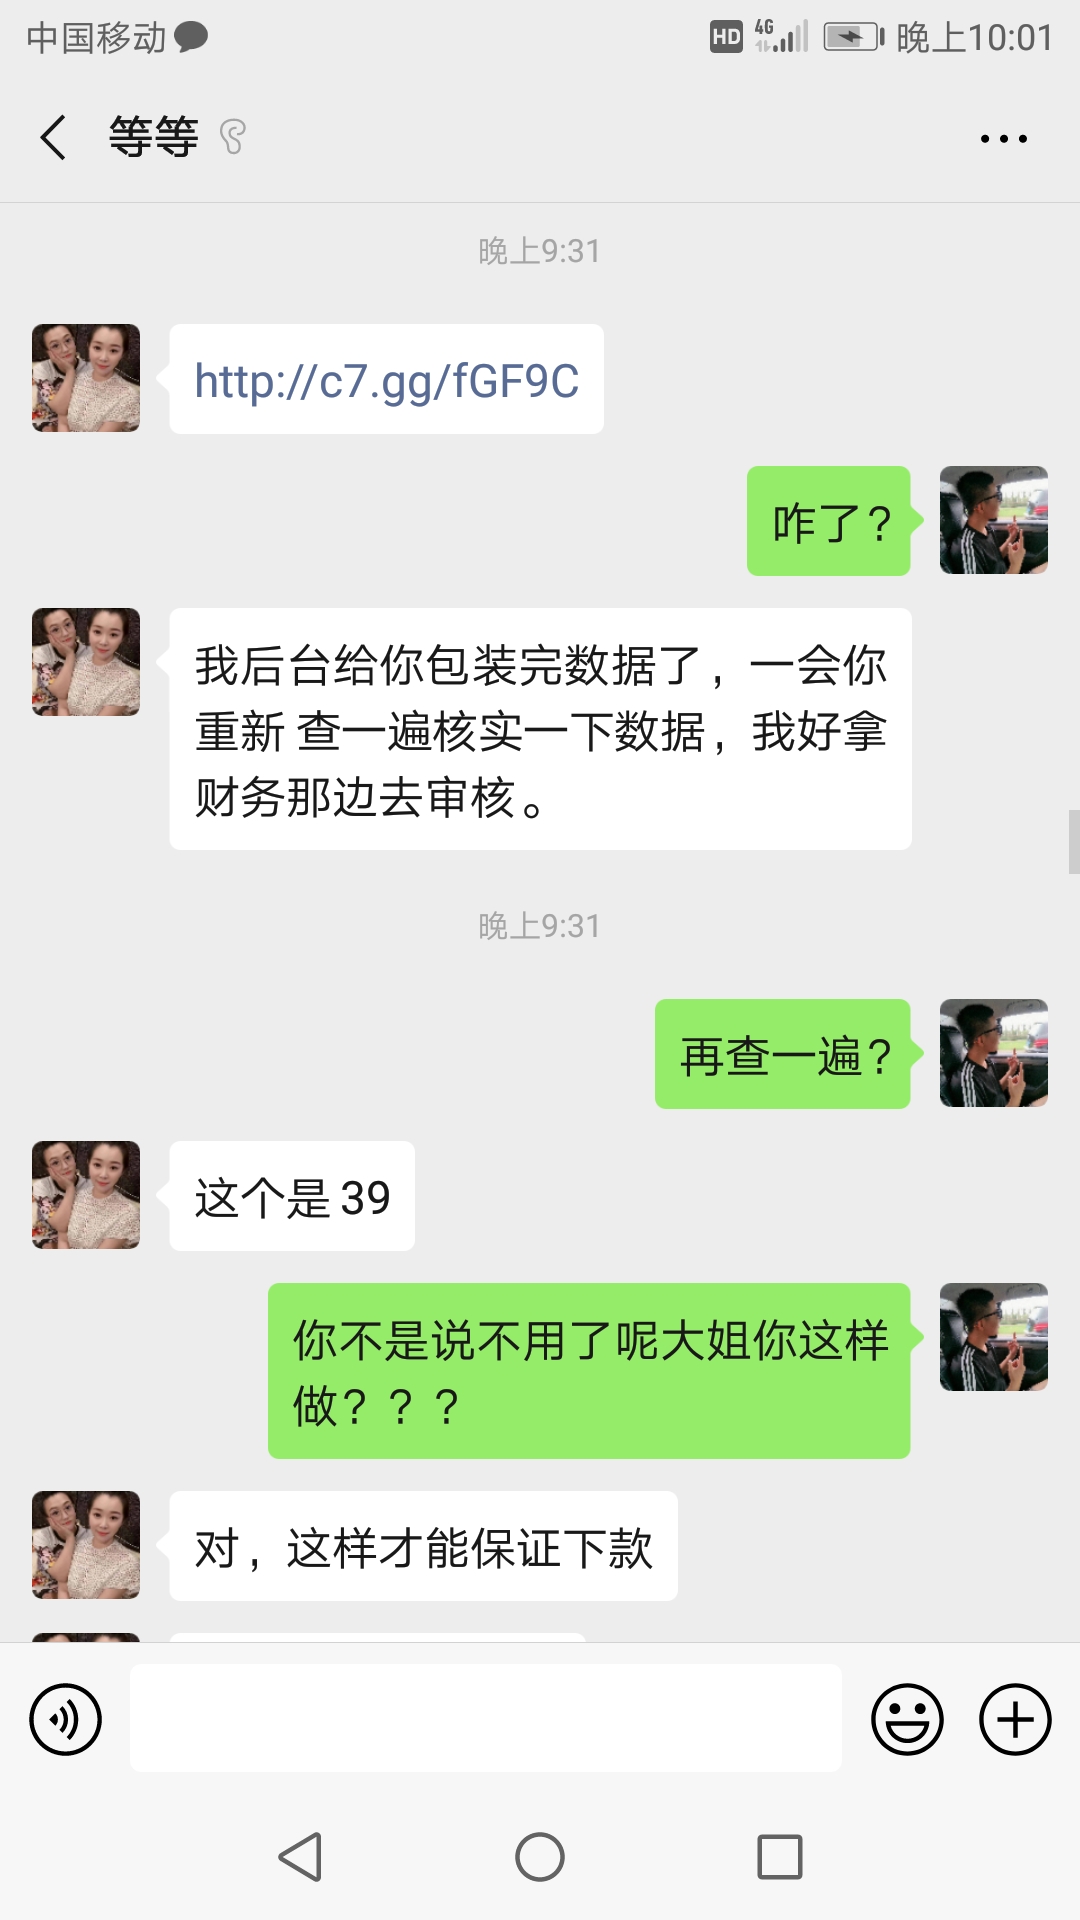 中国移动 HD 4G 晚上10:01
等等
晚上9:31
http://c7.gg/fGF9C
咋了?
我后台给你包装完数据了，一会你
重新 查一遍核实一下数据，我好拿
财务那边去审核。
晚上9:31
再查一遍?
这个是 39
你不是说不用了呢大姐你这样
做? ? ?
对，这样才能保证下款